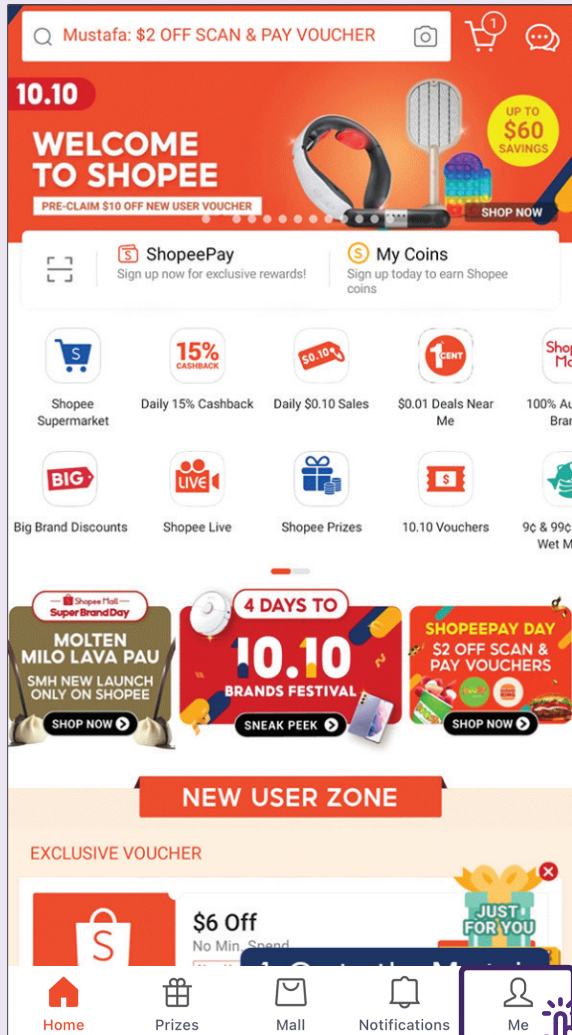 Mustafa: $2 OFF SCAN & PAY VOUCHER
1
10.10
WELCOME
TO SHOPEE
PRE-CLAIM $10 OFF NEW USER VOUCHER
UP TO
$60
SAVINGS
SHOP NOW
ShopeePay
Sign up now for exclusive rewards!
My Coins
Sign up today to earn Shopee
coins
15%
CASHBACK
$0.10
1 CENT
Shopee
Supermarket
Daily 15% Cashback
Daily $0.10 Sales
$0.01 Deals Near
Me
100%
BIG
LIVE
Big Brand Discounts
Shopee Live
Shopee Prizes
10.10 Vouchers
9¢ & 99¢
Wet
Shopee Mall
Super Brand Day
MOLTEN
MILO LAVA PAU
SMH NEW LAUNCH
ONLY ON SHOPEE
SHOP NOW
4 DAYS TO
10.10
BRANDS FESTIVAL
SNEAK PEEK
SHOPEEPAY DAY
$2 OFF SCAN &
PAY VOUCHERS
SHOP NOW
NEW USER ZONE
EXCLUSIVE VOUCHER
$6 Off
No Min. Spend
JUST
FOR YOU
Home
Prizes
Mall
Notifications
Me